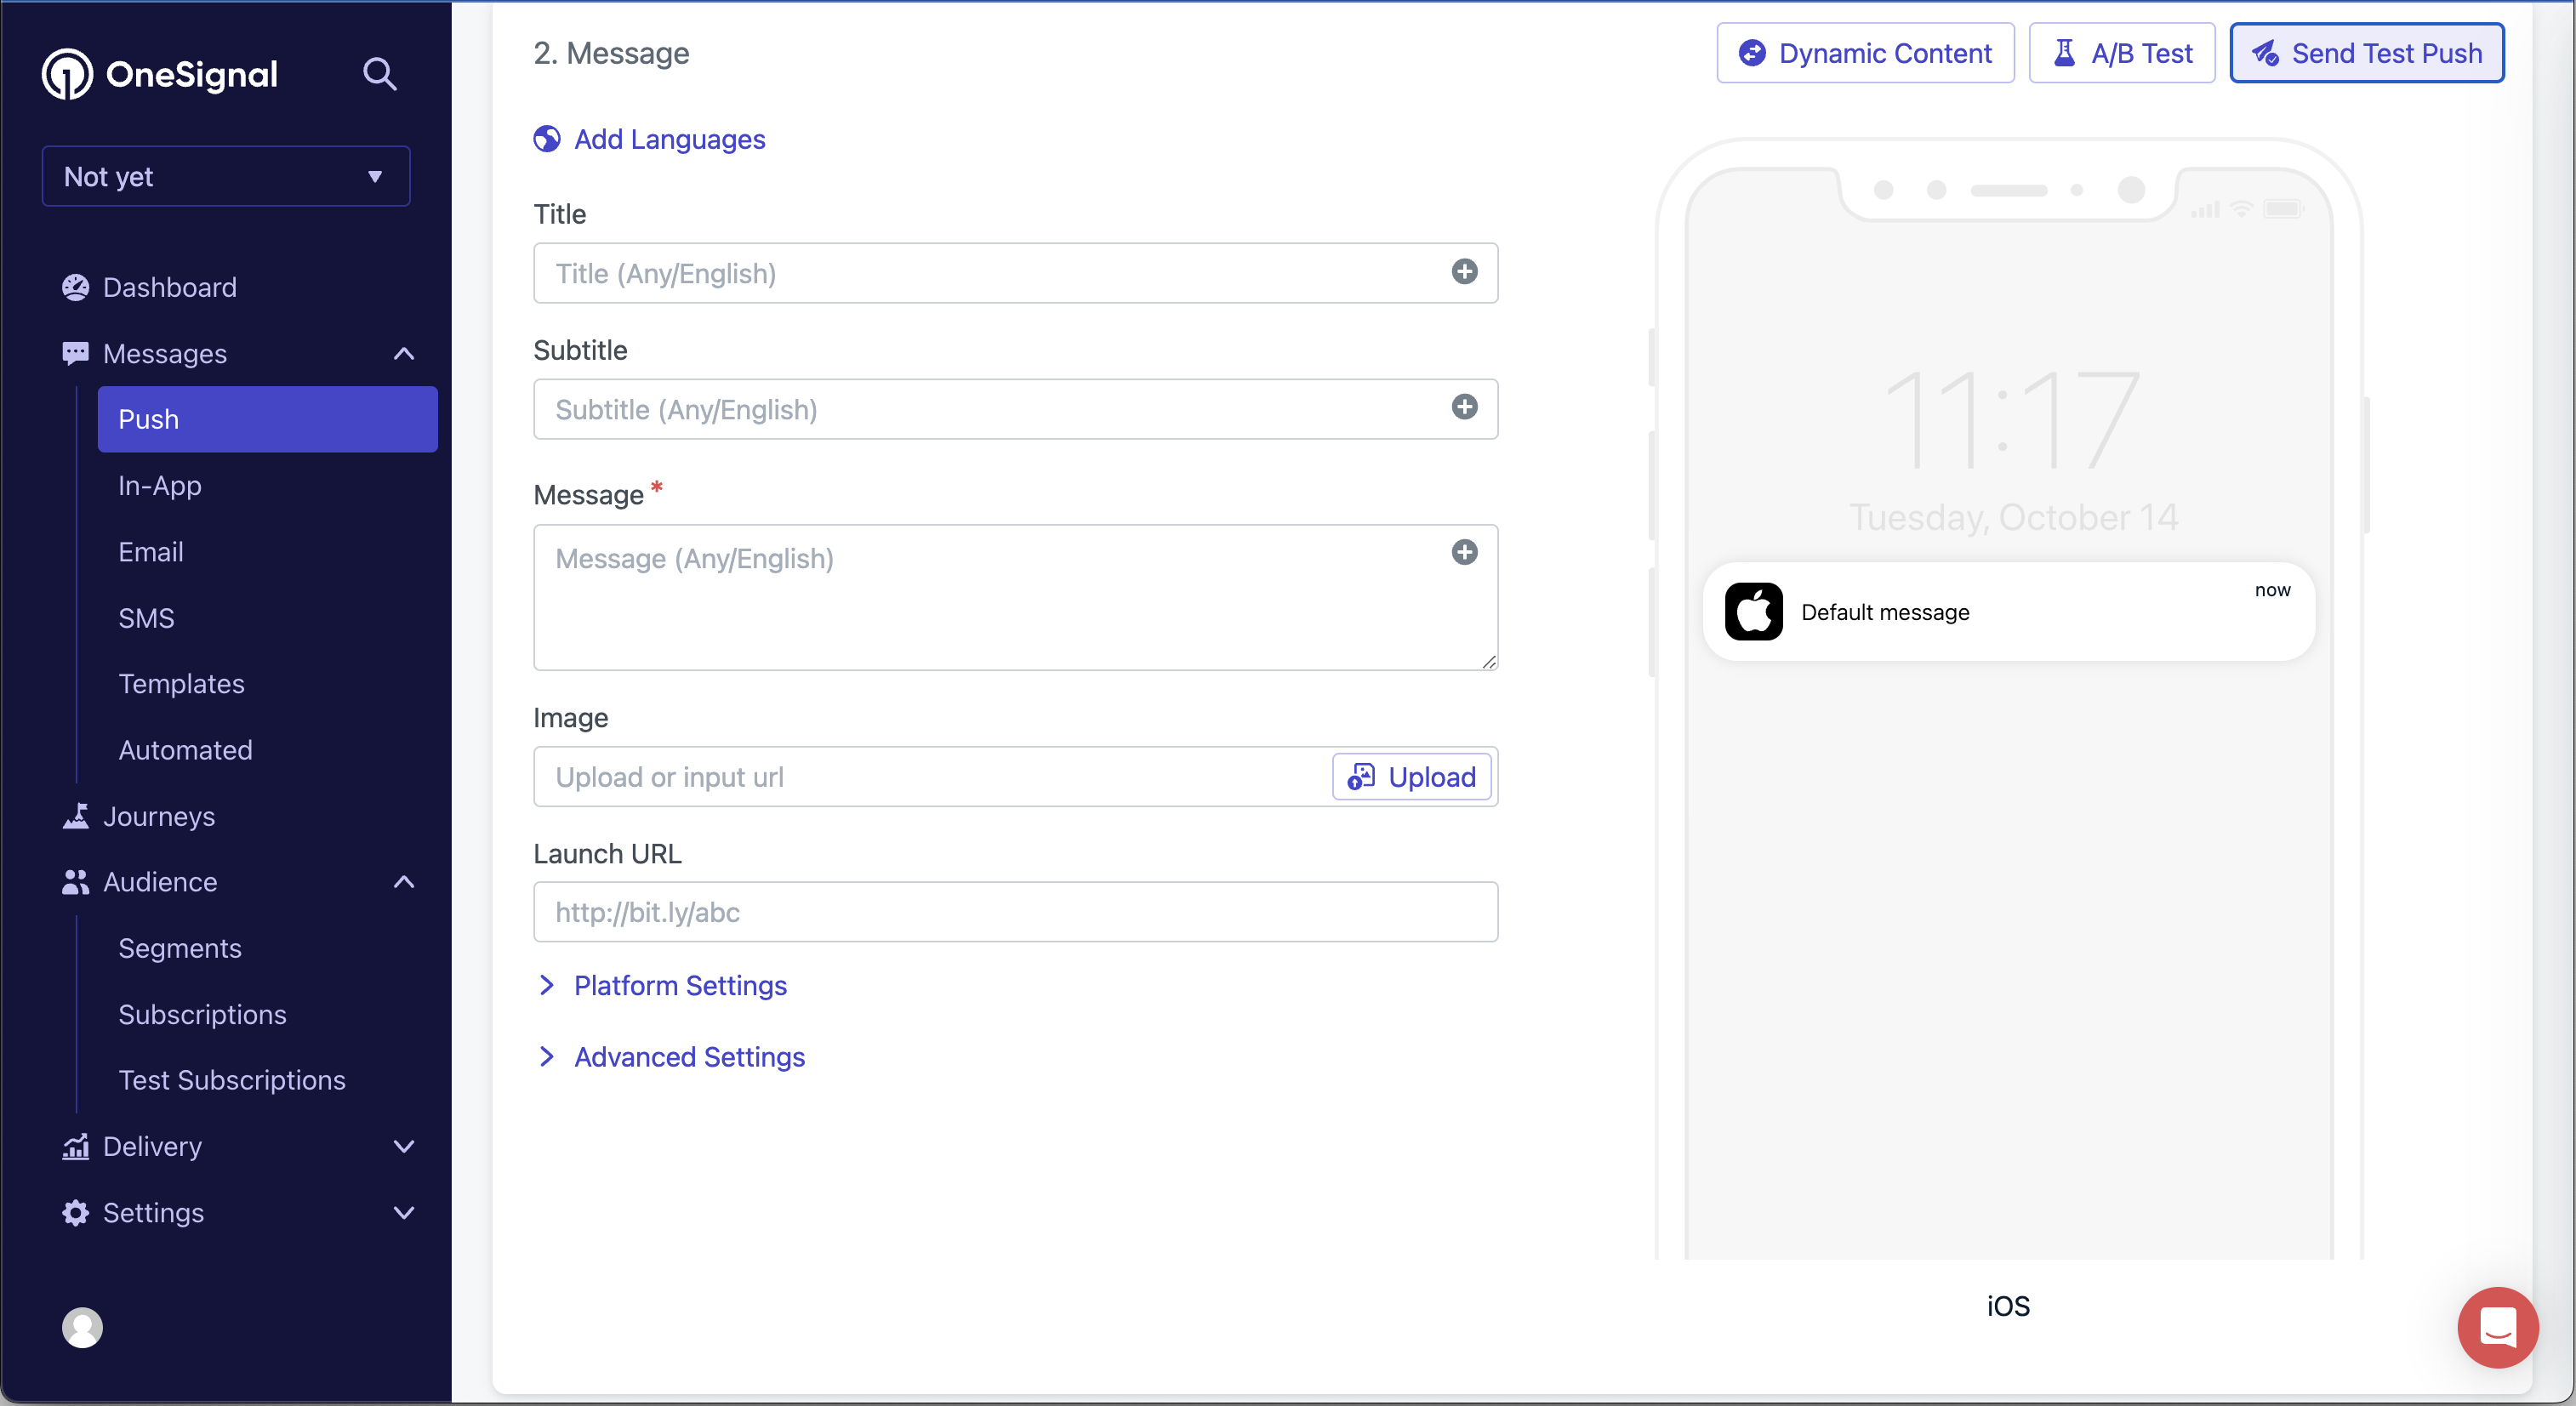 OneSignal
Not yet
Dashboard
Messages
Push
In-App
Email
SMS
Templates
Automated
Journeys
Audience
Segments
Subscriptions
Test Subscriptions
Delivery
Settings
2. Message
Dynamic Content
A/B Test
Send Test Push
Add Languages
Title
Title (Any/English)
Subtitle
Subtitle (Any/English)
Message *
Message (Any/English)
Image
Upload or input url
Upload
Launch URL
http://bit.ly/abc
Platform Settings
Advanced Settings
11:17
Tuesday, October 14
now
Default message
iOS